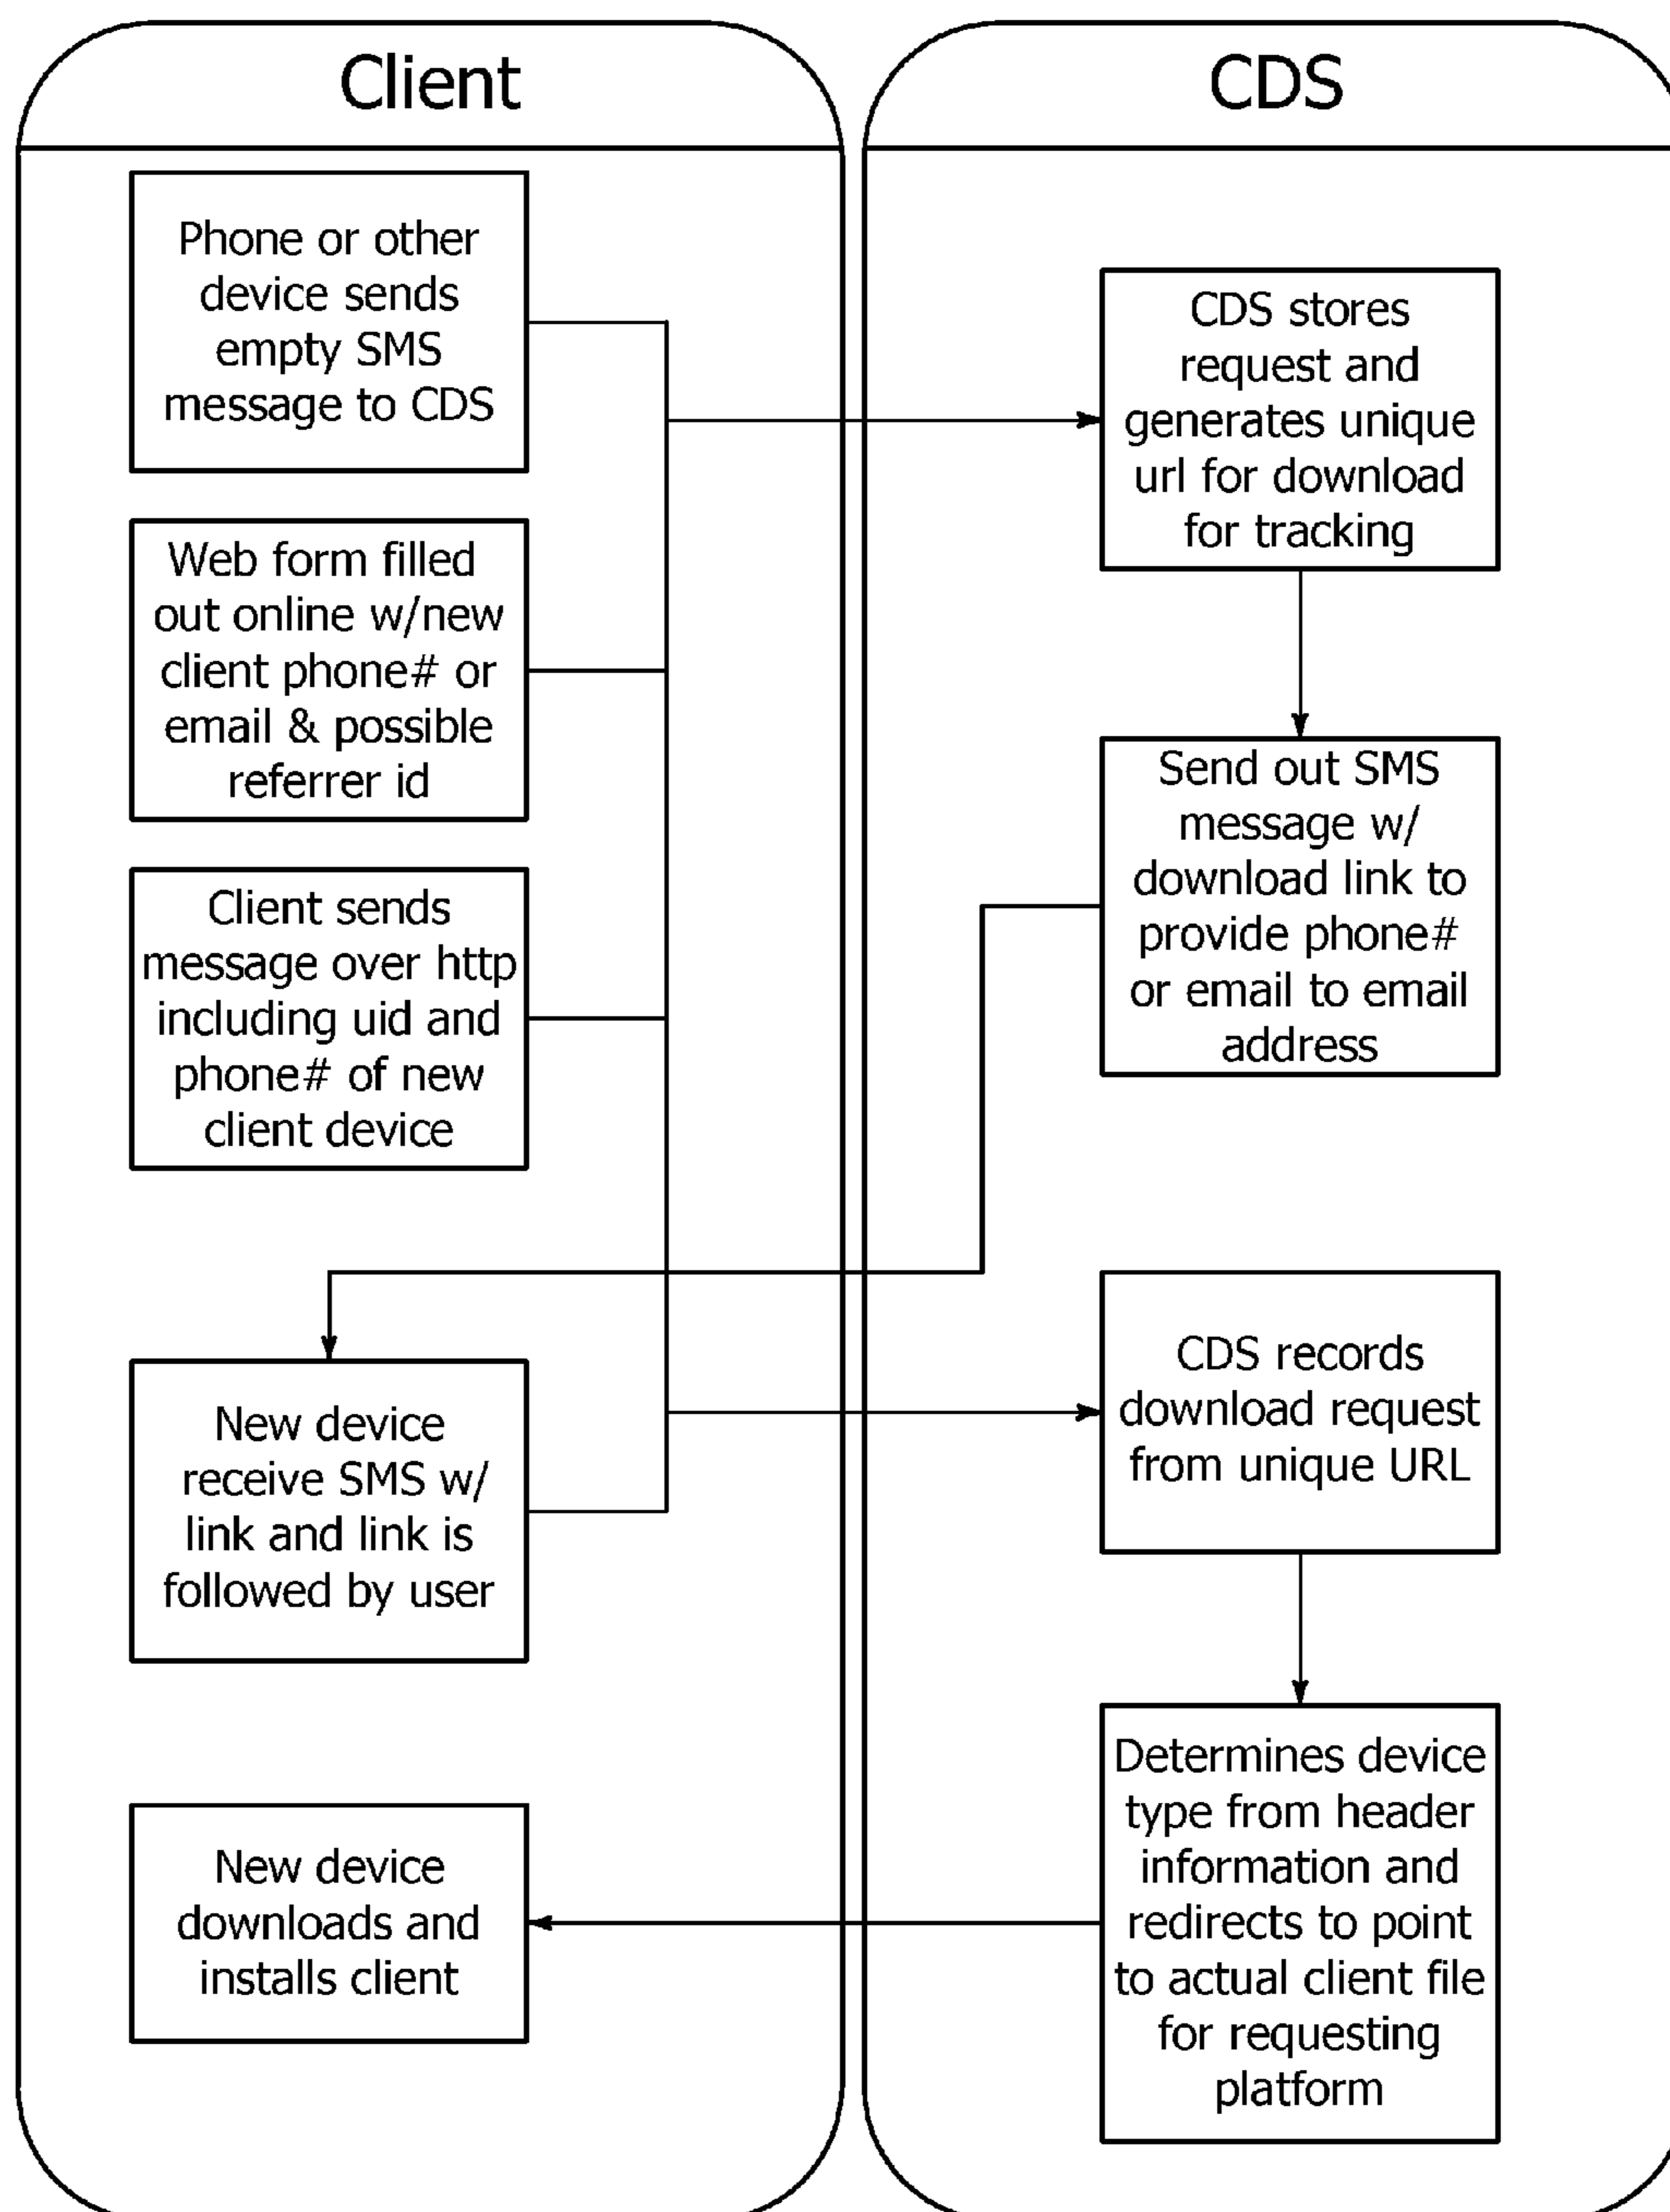 Client
Phone or other
device sends
empty SMS
message to CDS
Web form filled
out online w/new
client phone# or
email & possible
referrer id
Client sends
message over http
including uid and
phone# of new
client device
New device
receive SMS w/
link and link is
followed by user
New device
downloads and
installs client
CDS
CDS stores
request and
generates unique
url for download
for tracking
Send out SMS
message w/
download link to
provide phone#
or email to email
address
CDS records
download request
from unique URL
Determines device
type from header
information and
redirects to point
to actual client file
for requesting
platform